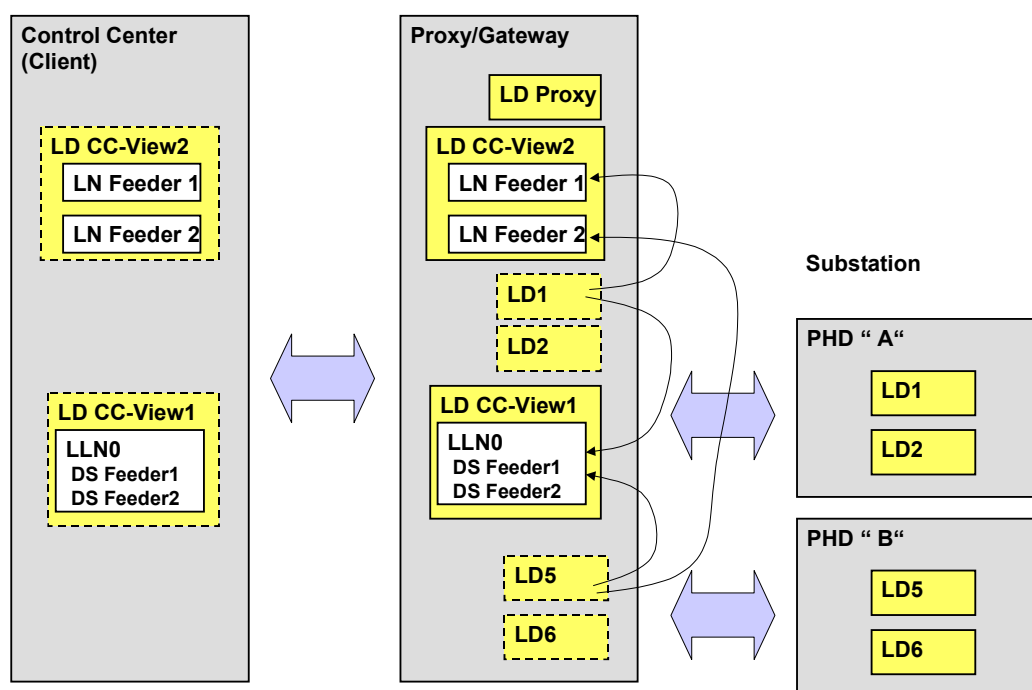 Control Center
(Client)
LD CC-View2
LN Feeder 1
LN Feeder 2
LD CC-View1
LLN0
DS Feeder1
DS Feeder2
Proxy/Gateway
LD Proxy
LD CC-View2
LN Feeder 1
LN Feeder 2
LD1
LD2
LD CC-View1
LLN0
DS Feeder1
DS Feeder2
LD5
LD6
Substation
PHD “ A“
LD1
LD2
PHD “ B“
LD5
LD6